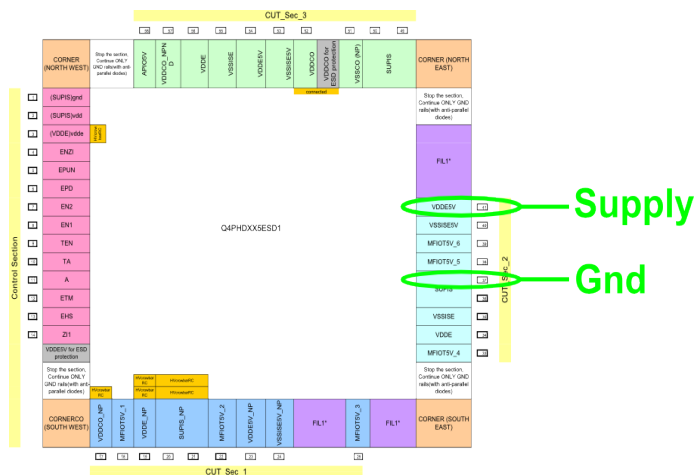 CUT_Sec_3
CORNER
(NORTH WEST)
Stop the section,
Continue ONLY
GND rails(with anti-
parallel diodes)
APIO5V
VDDCO_NPN
D
VDDE
VSSISE
VDDE5V
VSSISE5V
VDDCO
VDDCO for
ESD protection
VSSCO (NP)
SUPIS
CORNER (NORTH
EAST)
connected
Control Section
(SUPIS)gnd
(SUPIS)vdd
(VDDE)vdde
ENZI
EPUN
EPD
EN2
EN1
TEN
TA
A
ETM
EHS
ZI1
VDDE5V for ESD
protection
Stop the section,
Continue ONLY
GND rails(with anti-
parallel diodes)
Q4PHDXX5ESD1
Stop the section,
Continue ONLY GND
rails(with anti-parallel
diodes)
FIL1*
VDDE5V
VSSISE5V
MFIOT5V_6
MFIOT5V_5
SUPIS
VSSISE
VDDE
MFIOT5V_4
CUT_Sec_2
Supply
Gnd
Stop the section,
Continue ONLY GND
rails(with anti-parallel
diodes)
CORNERCO
(SOUTH WEST)
VDDCO_NP
MFIOT5V_1
VDDE_NP
SUPIS_NP
MFIOT5V_2
VDDE5V_NP
VSSISE5V_NP
FIL1*
MFIOT5V_3
FIL1*
CORNER (SOUTH
EAST)
CUT_Sec_1